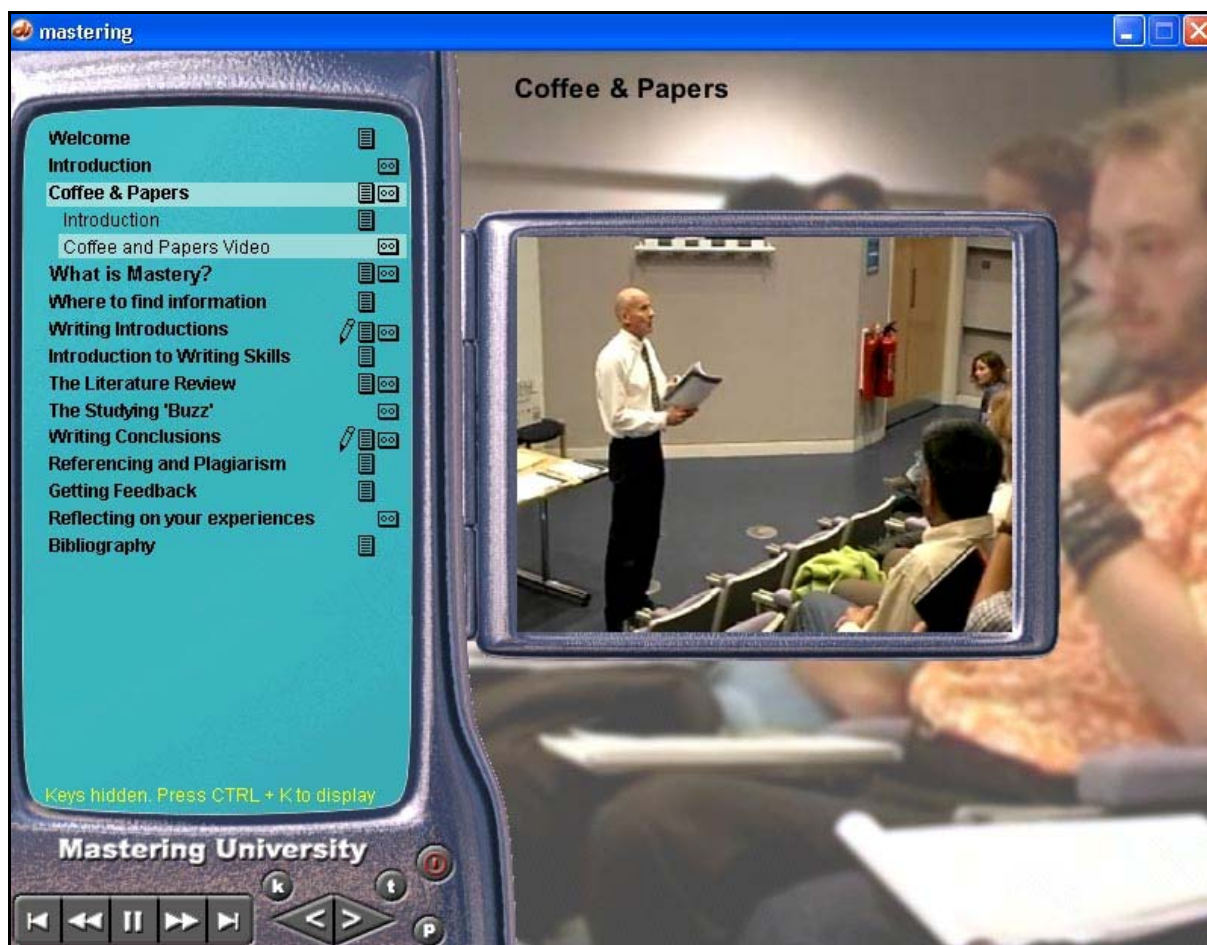 mastering
Coffee & Papers
Welcome
Introduction
Coffee & Papers
Introduction
Coffee and Papers Video
What is Mastery?
Where to find information
Writing Introductions
Introduction to Writing Skills
The Literature Review
The Studying 'Buzz'
Writing Conclusions
Referencing and Plagiarism
Getting Feedback
Reflecting on your experiences
Bibliography
Keys hidden. Press CTRL + K to display
Mastering University
k
t
p